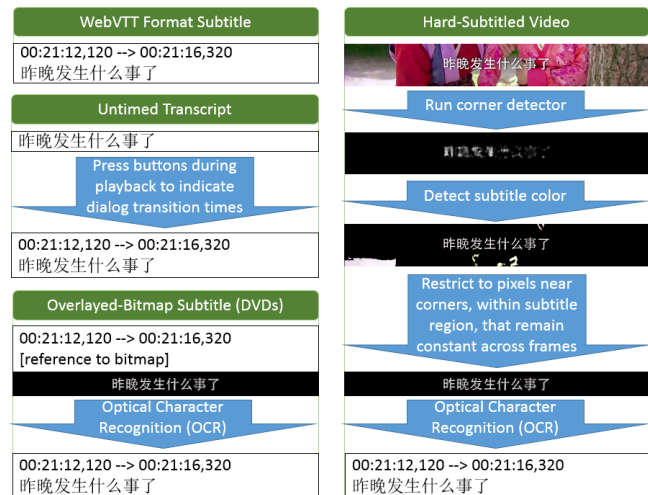 WebVTT Format Subtitle
00:21:12,120 --> 00:21:16,320
昨晚发生什么事了
Untimed Transcript
昨晚发生什么事了
Press buttons during
playback to indicate
dialog transition times
00:21:12,120 --> 00:21:16,320
昨晚发生什么事了
Overlayed-Bitmap Subtitle (DVDs)
00:21:12,120 --> 00:21:16,320
[reference to bitmap]
昨晚发生什么事了
Optical Character
Recognition (OCR)
00:21:12,120 --> 00:21:16,320
昨晚发生什么事了
Hard-Subtitled Video
昨晚发生什么事了
Run corner detector
昨晚发生什么事了
Detect subtitle color
昨晚发生什么事了
Restrict to pixels near
corners, within subtitle
region, that remain
constant across frames
昨晚发生什么事了
Optical Character
Recognition (OCR)
00:21:12,120 --> 00:21:16,320
昨晚发生什么事了